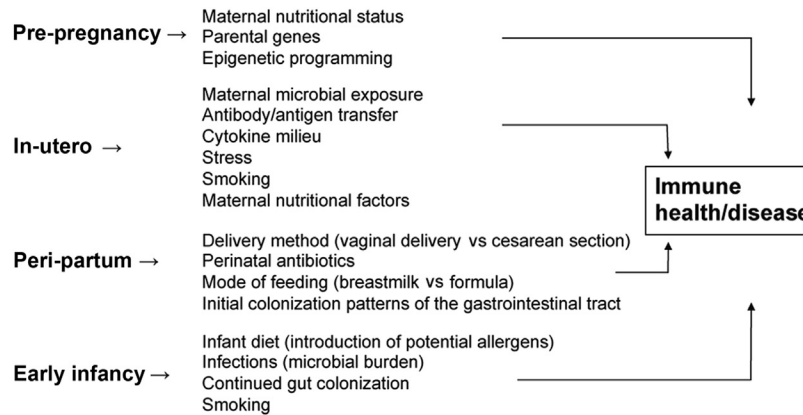 Pre-pregnancy →
Maternal nutritional status
Parental genes
Epigenetic programming
In-utero →
Maternal microbial exposure
Antibody/antigen transfer
Cytokine milieu
Stress
Smoking
Maternal nutritional factors
Immune
health/disease
Peri-partum →
Delivery method (vaginal delivery vs cesarean section)
Perinatal antibiotics
Mode of feeding (breastmilk vs formula)
Initial colonization patterns of the gastrointestinal tract
Early infancy →
Infant diet (introduction of potential allergens)
Infections (microbial burden)
Continued gut colonization
Smoking